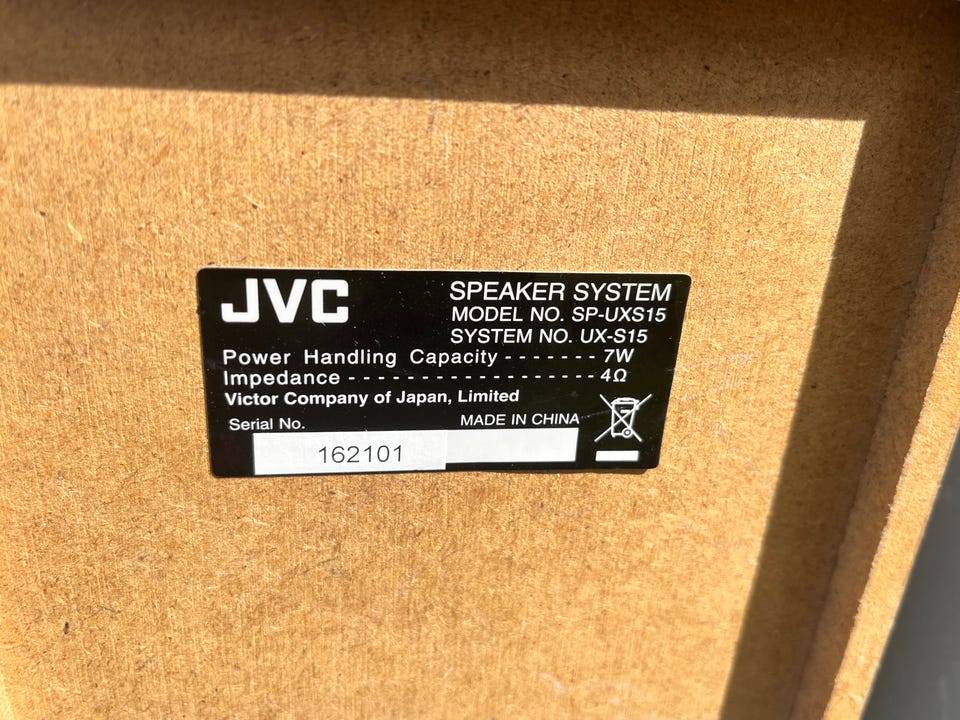 JVC
SPEAKER SYSTEM
MODEL NO. SP-UXS15
SYSTEM NO. UX-S15
Power Handling Capacity - - - - - - - 7W
Impedance - - - - - - - - - - - - - - - - - - - - 4Ω
Victor Company of Japan, Limited
Serial No.
MADE IN CHINA
162101